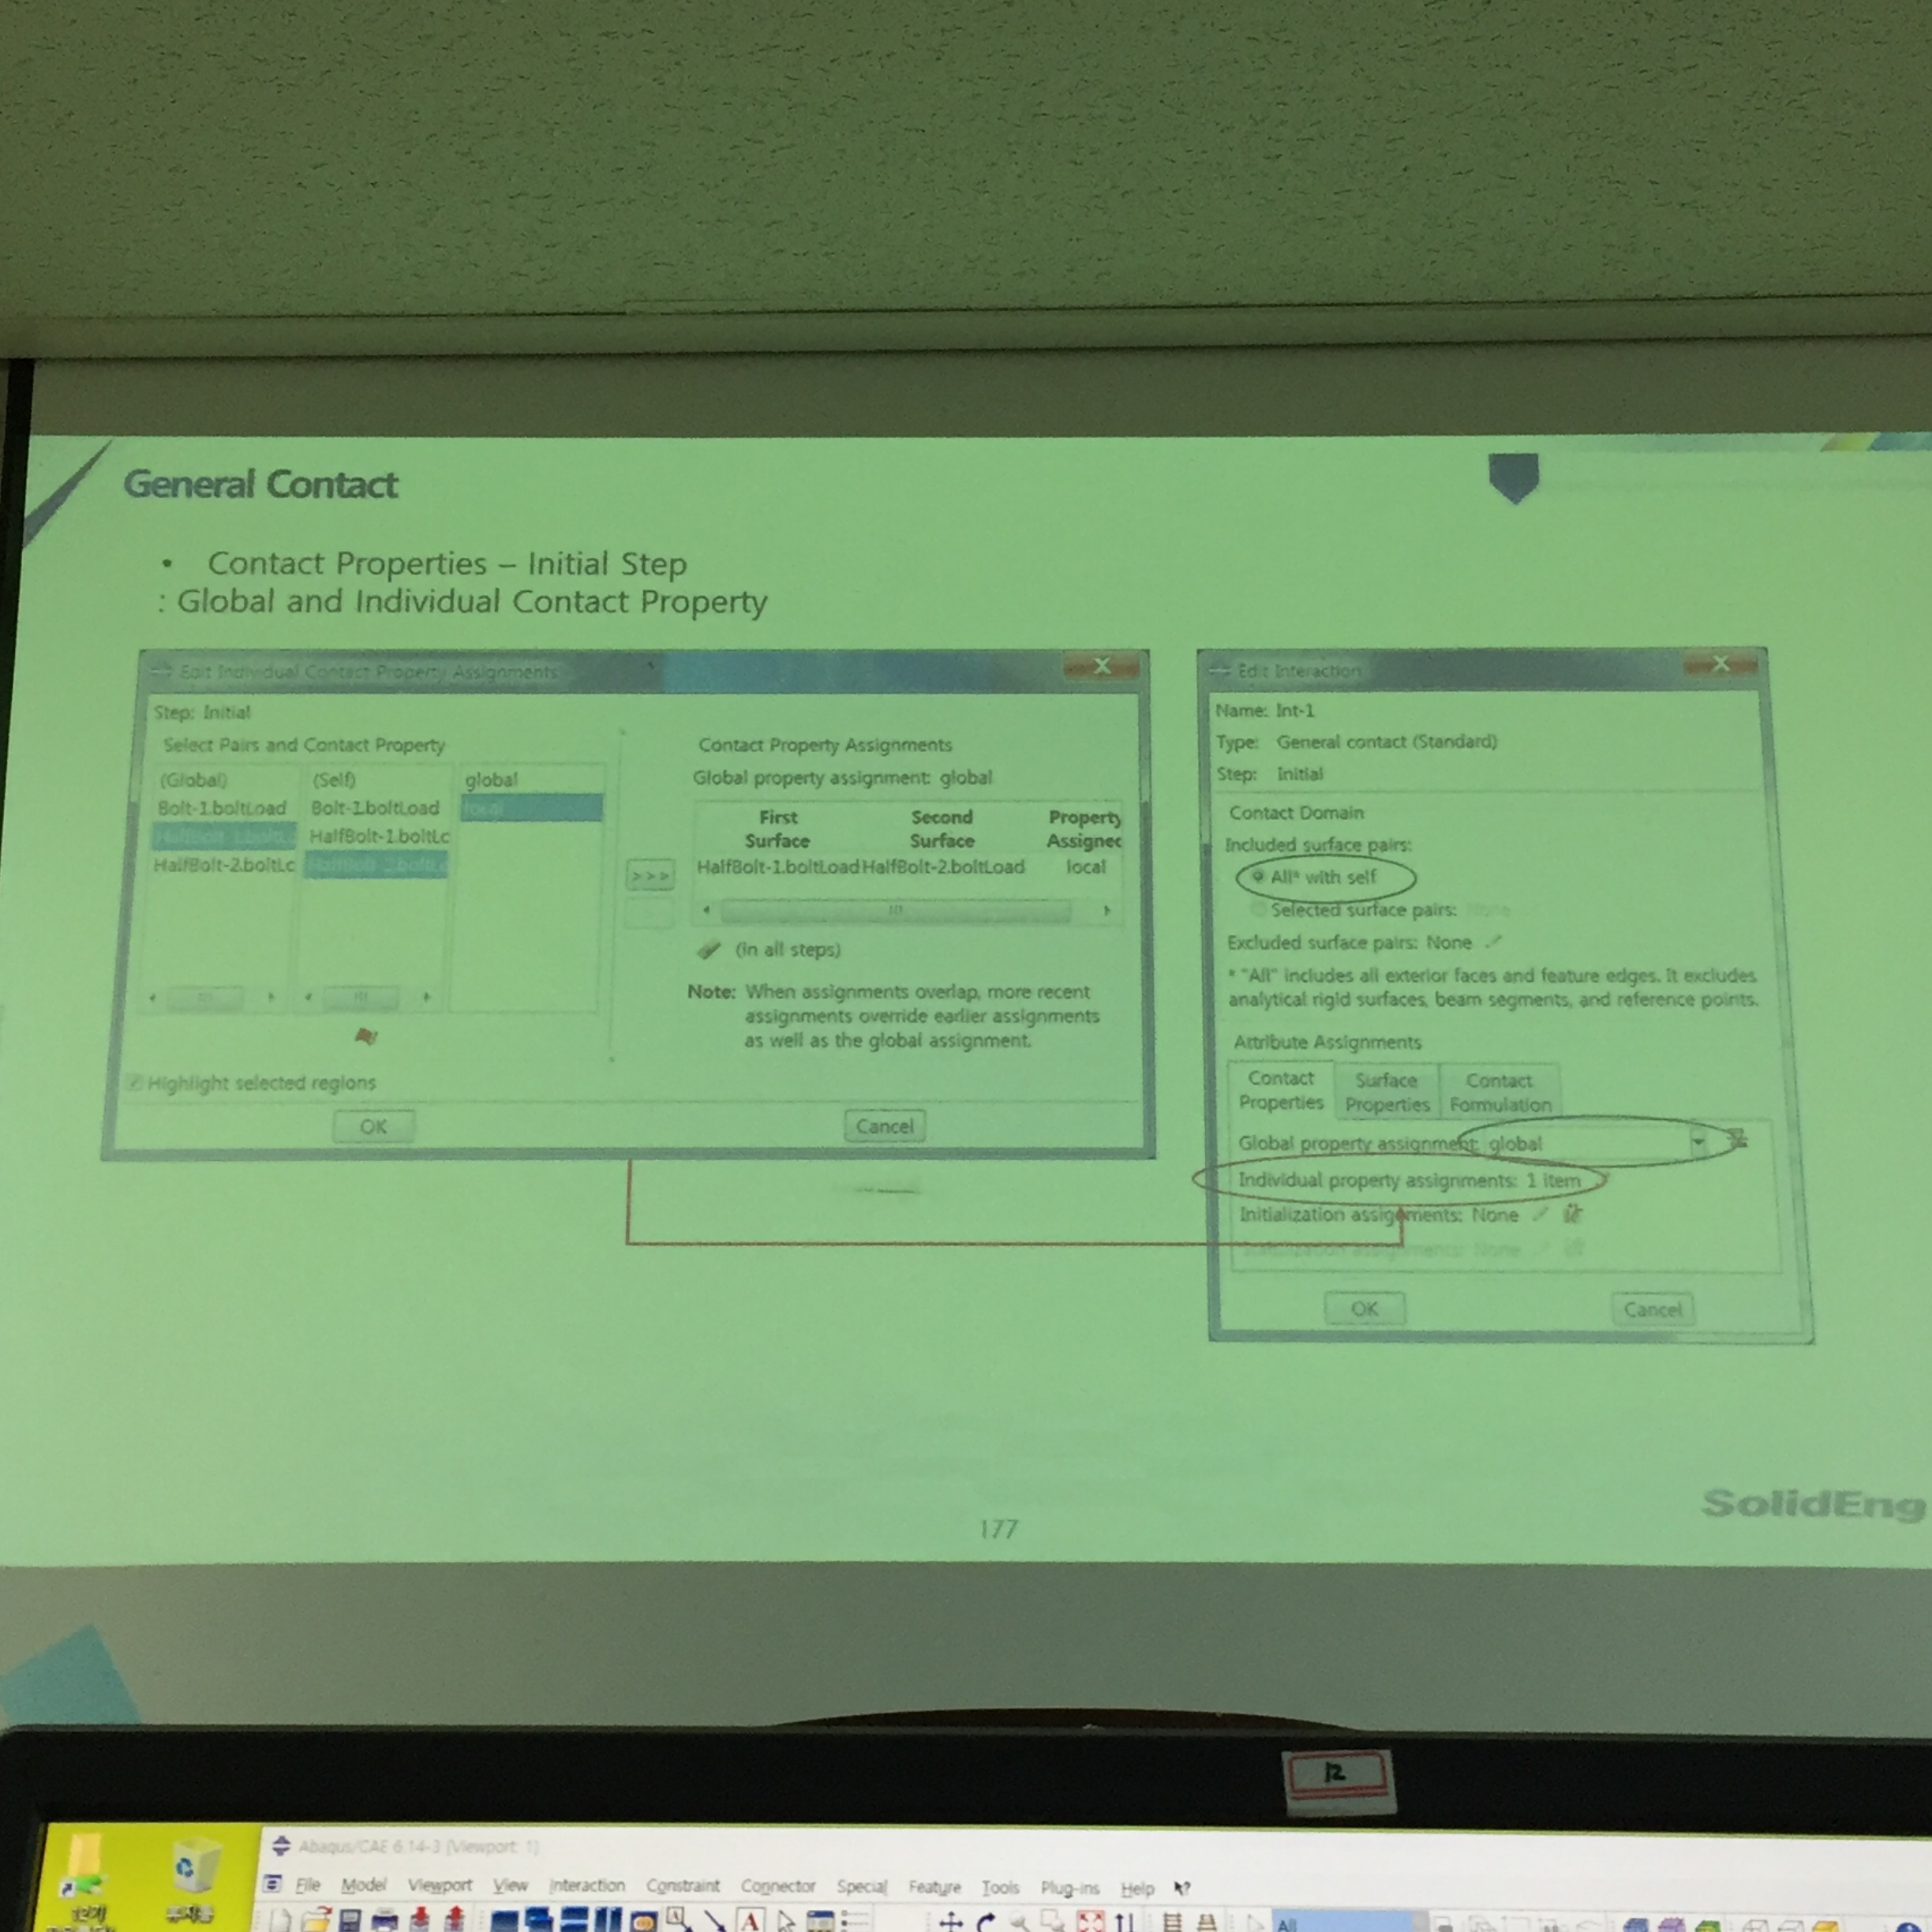 General Contact
• Contact Properties – Initial Step
: Global and Individual Contact Property
Edit Individual Contact Property Assignments
Step: Initial
Select Pairs and Contact Property
(Global) (Self) global
Bolt-1.boltLoad Bolt-1.boltLoad local
HalfBolt-1.boltL HalfBolt-1.boltLc
HalfBolt-2.boltLc HalfBolt-2.boltLc
>>>
Contact Property Assignments
Global property assignment: global
First Second Property
Surface Surface Assigned
HalfBolt-1.boltLoad HalfBolt-2.boltLoad local
(in all steps)
Note: When assignments overlap, more recent
assignments override earlier assignments
as well as the global assignment.
Highlight selected regions
OK Cancel
Edit Interaction
Name: Int-1
Type: General contact (Standard)
Step: Initial
Contact Domain
Included surface pairs:
All* with self
Selected surface pairs: None
Excluded surface pairs: None
* "All" includes all exterior faces and feature edges. It excludes
analytical rigid surfaces, beam segments, and reference points.
Attribute Assignments
Contact Surface Contact
Properties Properties Formulation
Global property assignment: global
Individual property assignments: 1 item
Initialization assignments: None
Stabilization assignments: None
OK Cancel
177
SolidEng
12
Abaqus/CAE 6.14-3 [Viewport: 1]
File Model Viewport View Interaction Constraint Connector Special Feature Tools Plug-ins Help
A
All